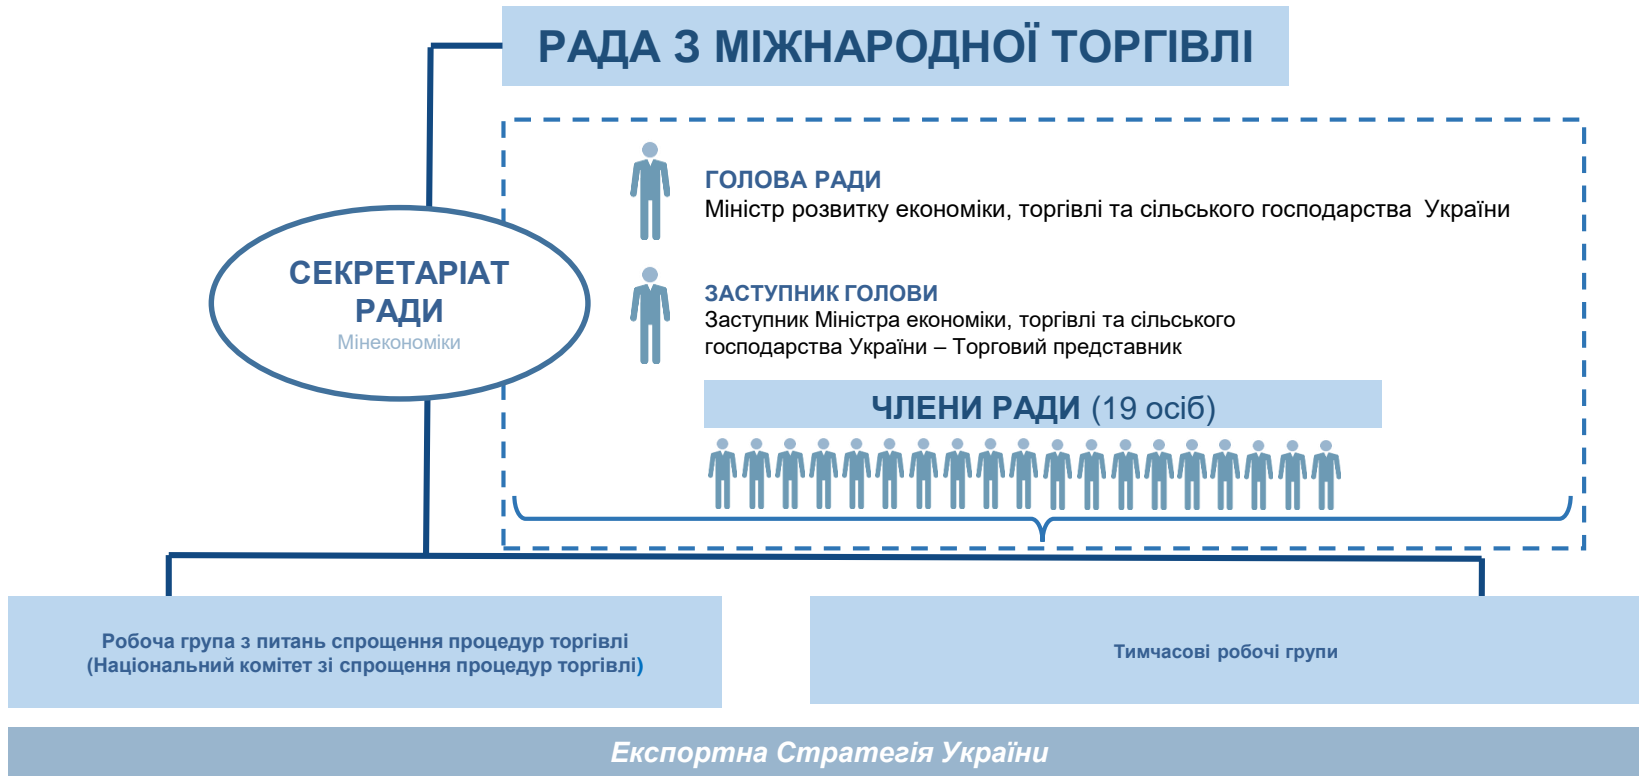 РАДА З МІЖНАРОДНОЇ ТОРГІВЛІ
ГОЛОВА РАДИ
Міністр розвитку економіки, торгівлі та сільського господарства України
СЕКРЕТАРІАТ
РАДИ
Мінекономіки
ЗАСТУПНИК ГОЛОВИ
Заступник Міністра економіки, торгівлі та сільського
господарства України – Торговий представник
ЧЛЕНИ РАДИ (19 осіб)
Робоча група з питань спрощення процедур торгівлі
(Національний комітет зі спрощення процедур торгівлі)
Тимчасові робочі групи
Експортна Стратегія України